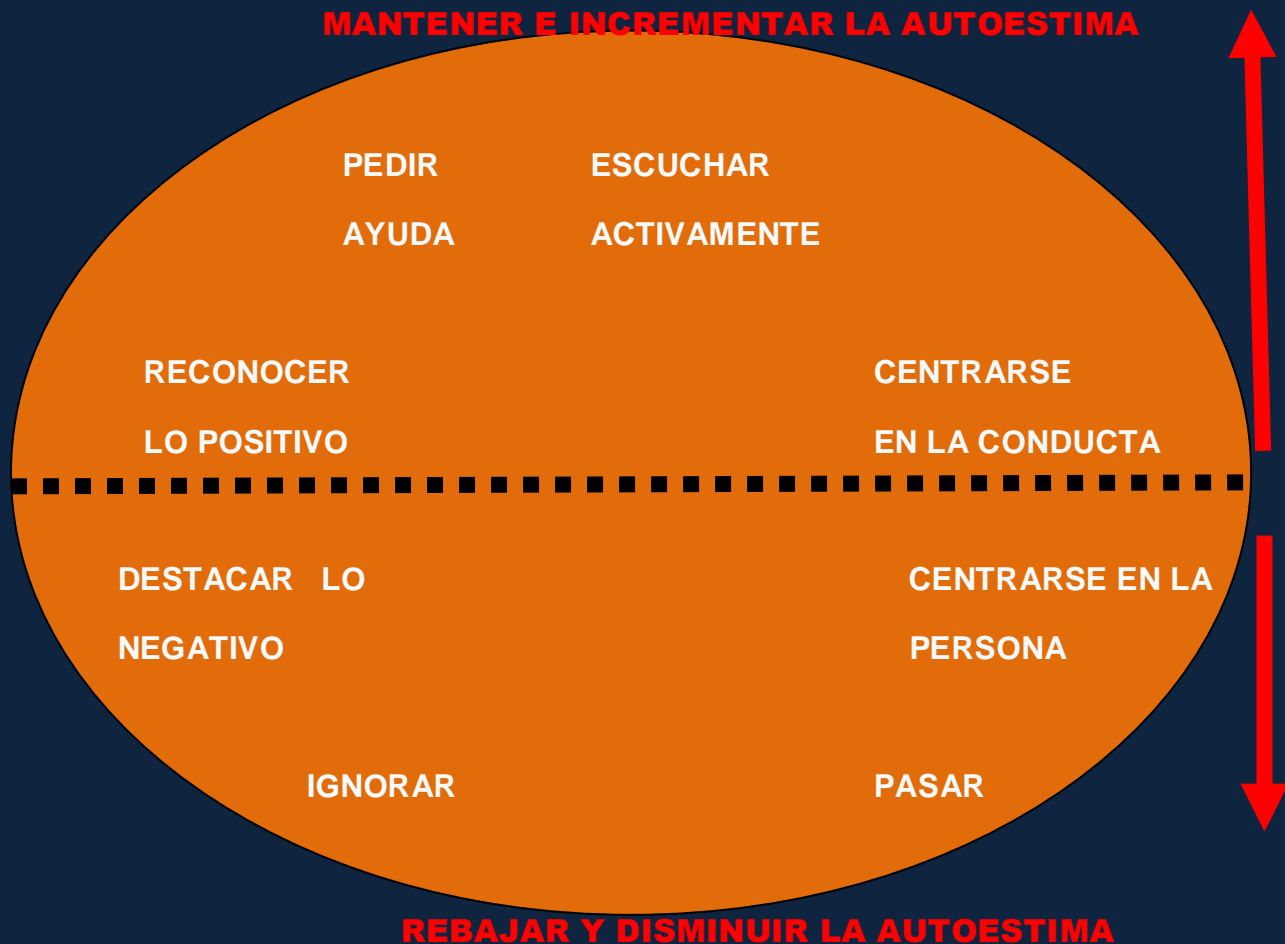 MANTENER E INCREMENTAR LA AUTOESTIMA
PEDIR ESCUCHAR
AYUDA ACTIVAMENTE
RECONOCER CENTRARSE
LO POSITIVO EN LA CONDUCTA
DESTACAR LO CENTRARSE EN LA
NEGATIVO PERSONA
IGNORAR PASAR
REBAJAR Y DISMINUIR LA AUTOESTIMA